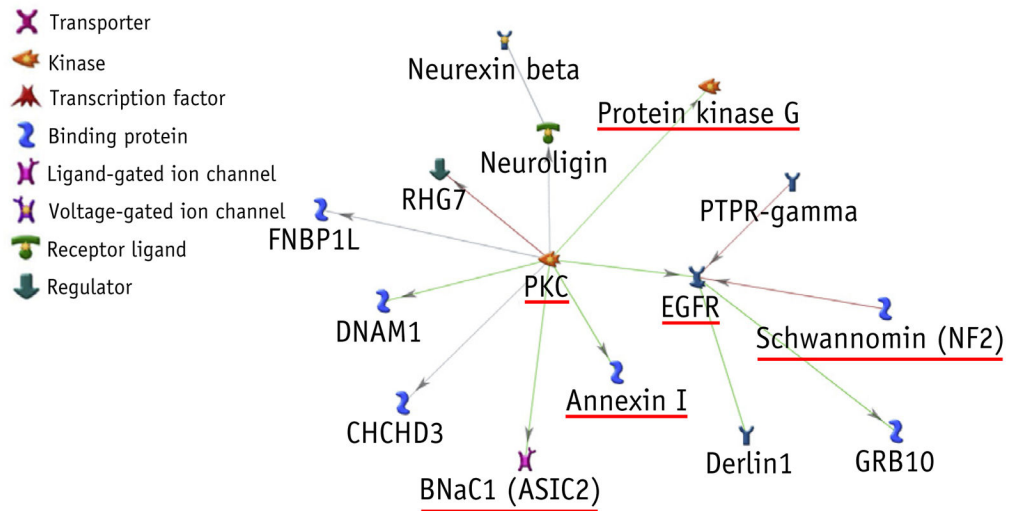 Transporter
Kinase
Transcription factor
Binding protein
Ligand-gated ion channel
Voltage-gated ion channel
Receptor ligand
Regulator
Neurexin beta
Protein kinase G
Neuroligin
RHG7
PTPR-gamma
FNBP1L
PKC
EGFR
DNAM1
Schwannomin (NF2)
Annexin I
CHCHD3
Derlin1
GRB10
BNaC1 (ASIC2)